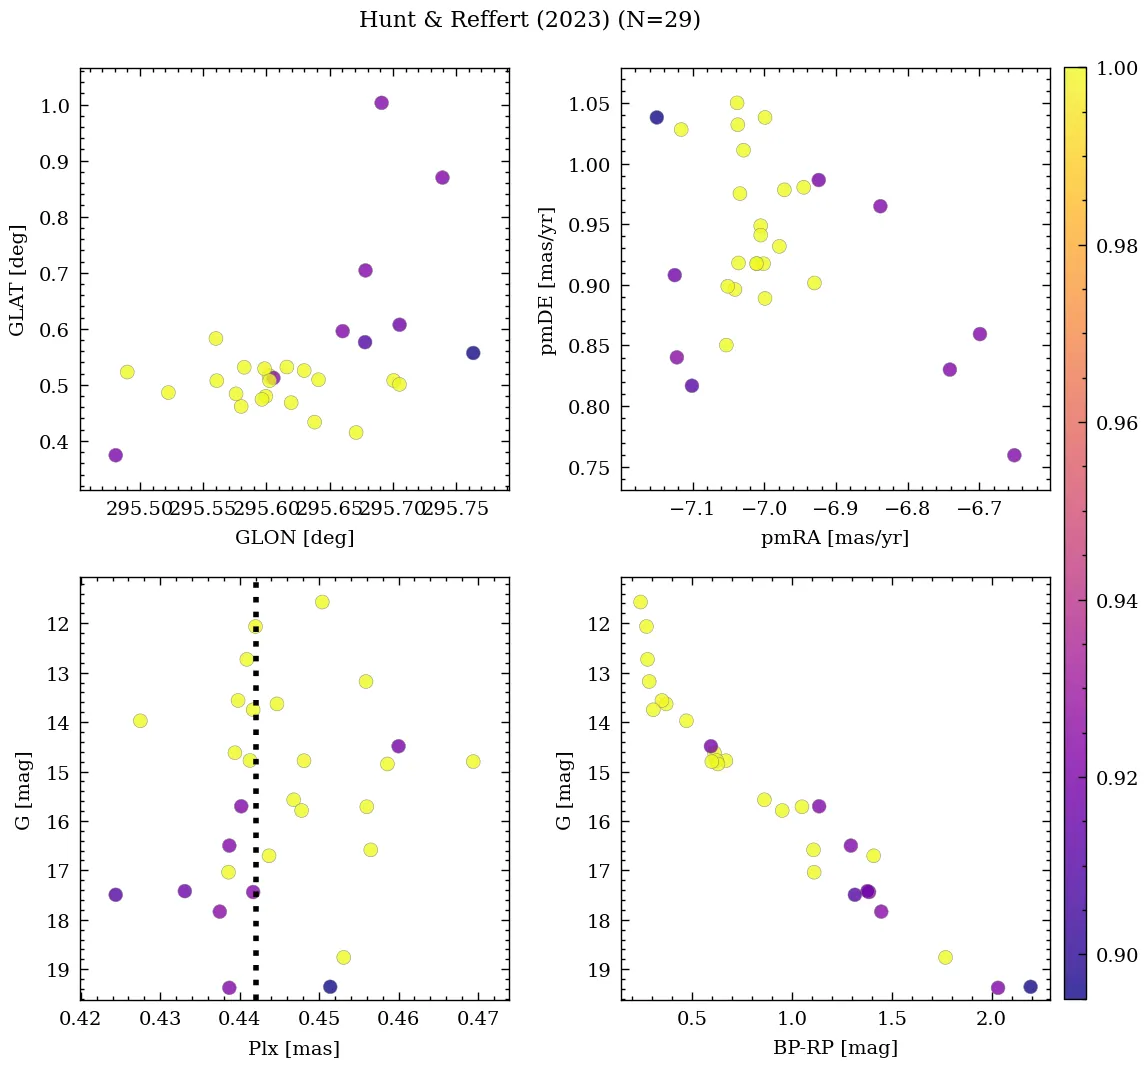 Hunt & Reffert (2023) (N=29)
1.0
0.9
0.8
0.7
0.6
0.5
0.4
GLAT [deg]
295.50 295.55 295.60 295.65 295.70 295.75
GLON [deg]
1.05
1.00
0.95
0.90
0.85
0.80
0.75
pmDE [mas/yr]
−7.1 −7.0 −6.9 −6.8 −6.7
pmRA [mas/yr]
12
13
14
15
16
17
18
19
G [mag]
0.42 0.43 0.44 0.45 0.46 0.47
Plx [mas]
12
13
14
15
16
17
18
19
G [mag]
0.5 1.0 1.5 2.0
BP-RP [mag]
1.00
0.98
0.96
0.94
0.92
0.90